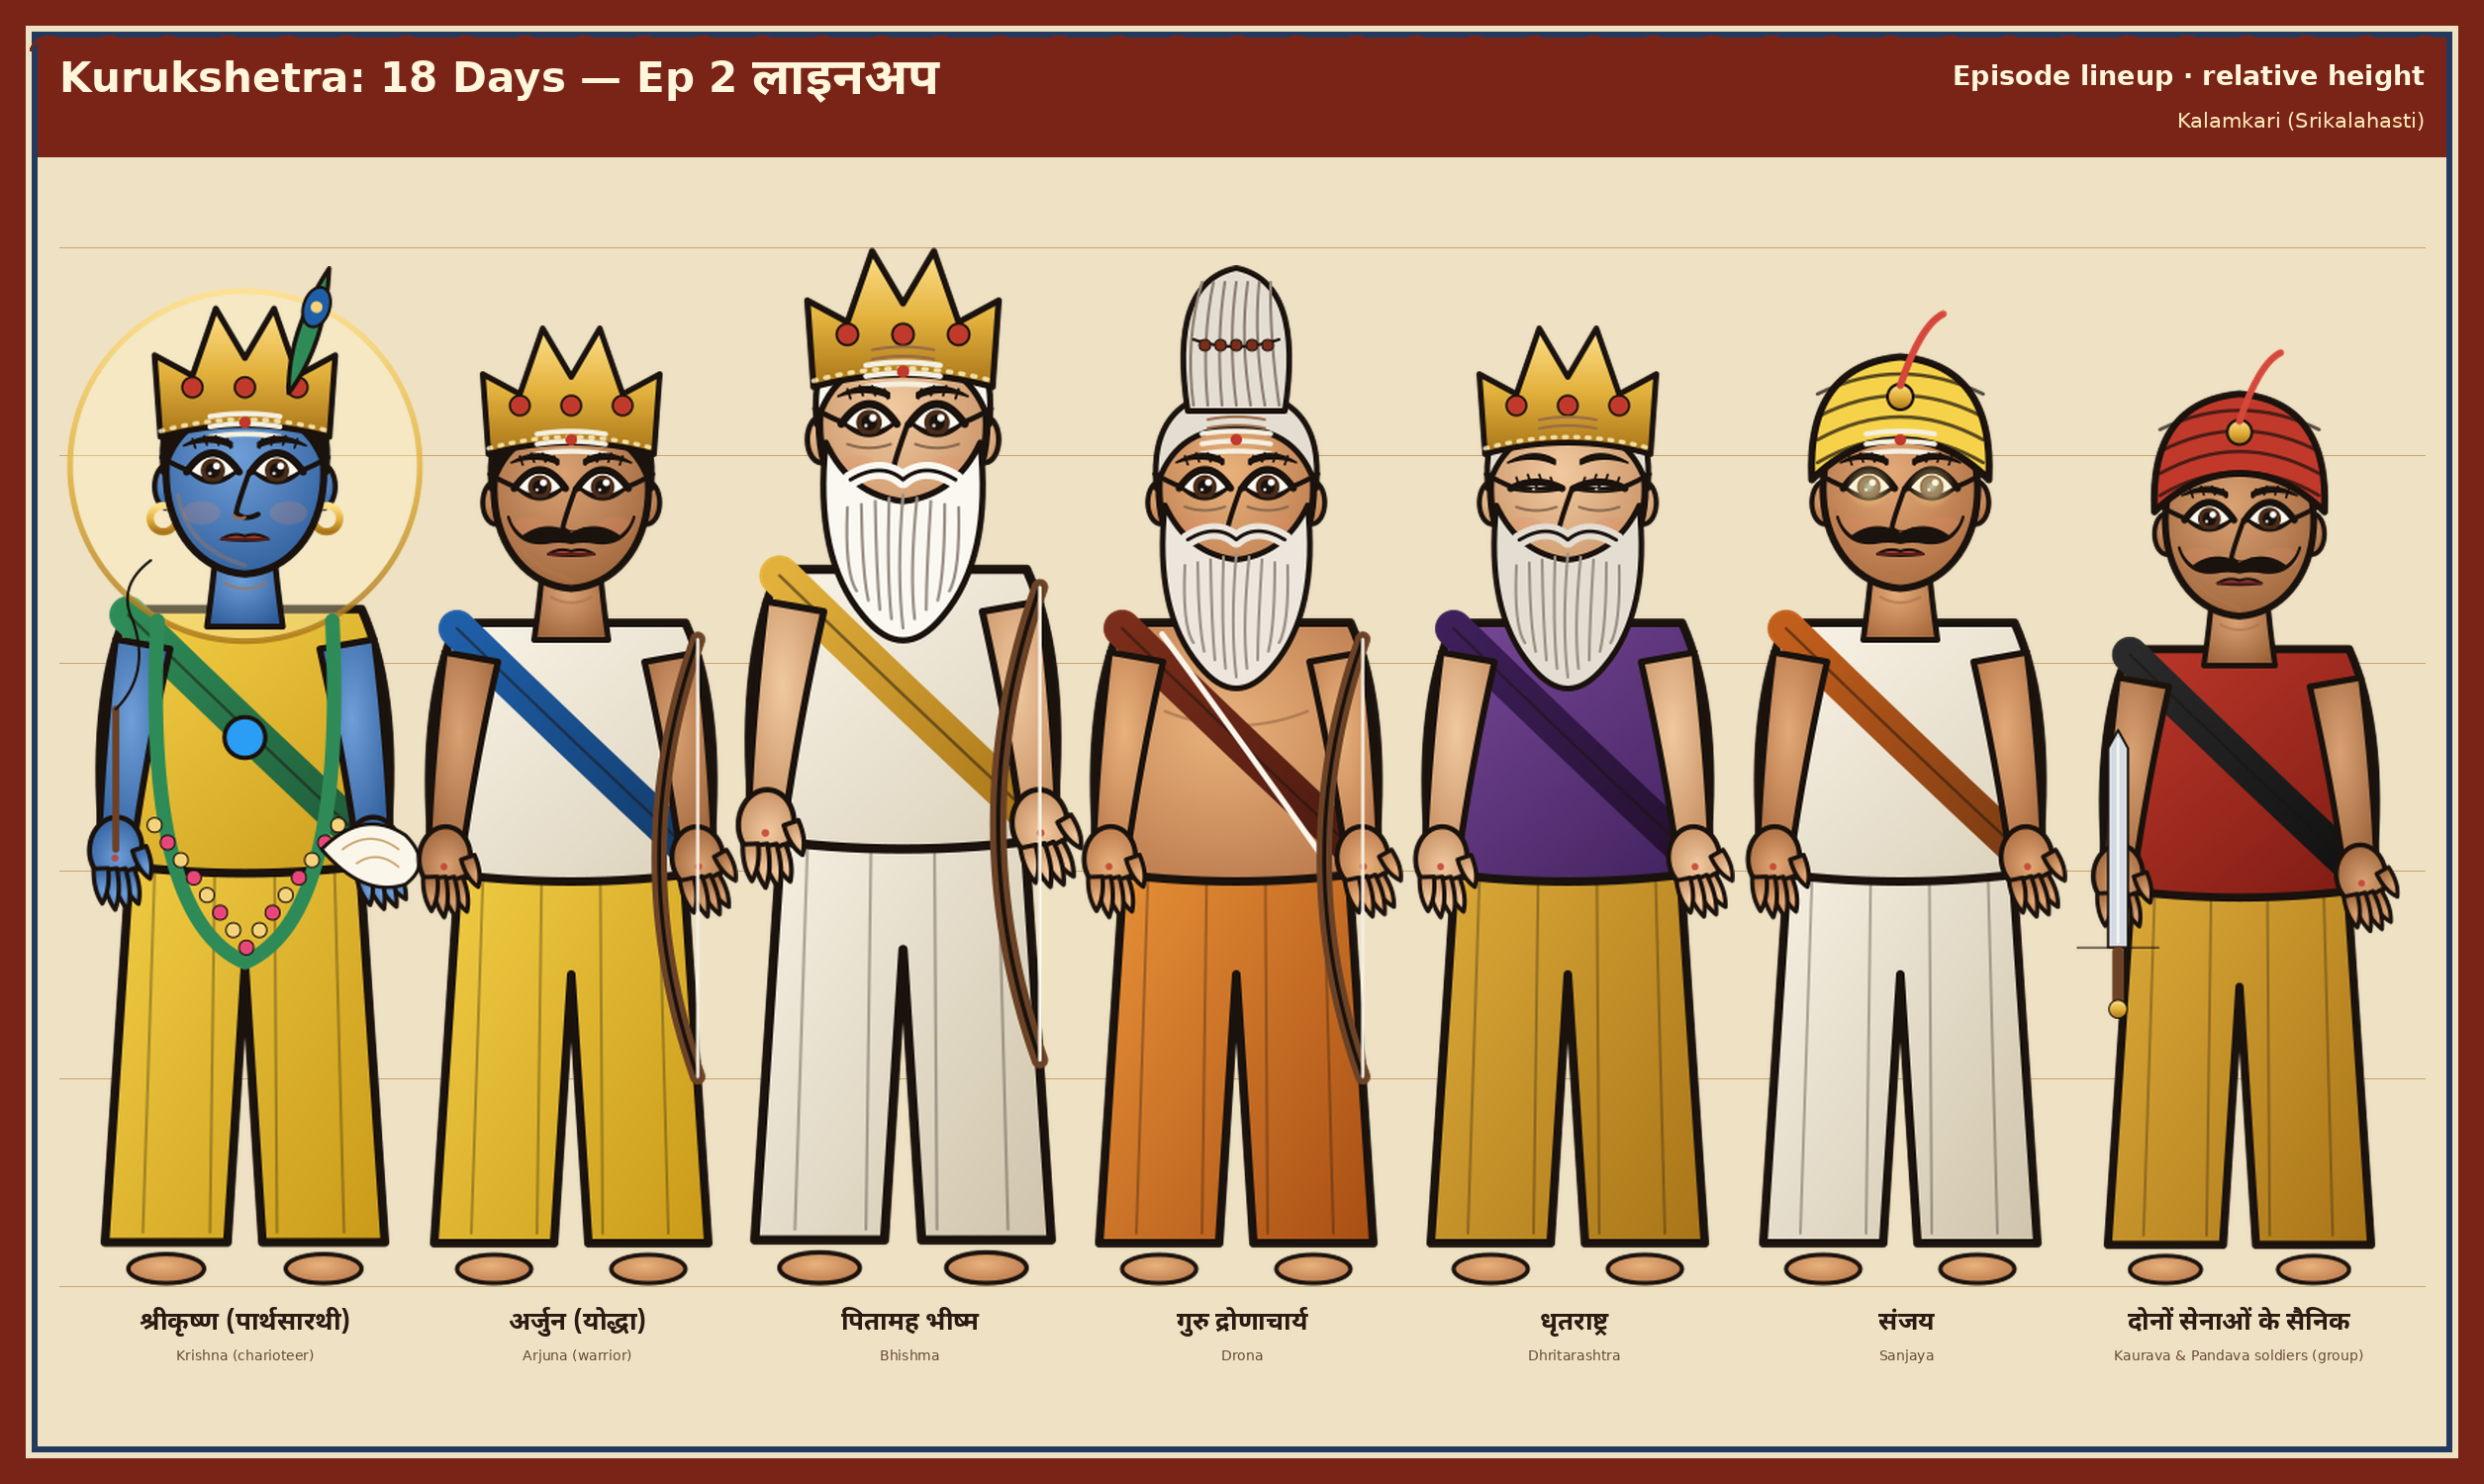 Kurukshetra: 18 Days — Ep 2 लाइनअप
Episode lineup · relative height
Kalamkari (Srikalahasti)
श्रीकृष्ण (पार्थसारथी)
Krishna (charioteer)
अर्जुन (योद्धा)
Arjuna (warrior)
पितामह भीष्म
Bhishma
गुरु द्रोणाचार्य
Drona
धृतराष्ट्र
Dhritarashtra
संजय
Sanjaya
दोनों सेनाओं के सैनिक
Kaurava & Pandava soldiers (group)